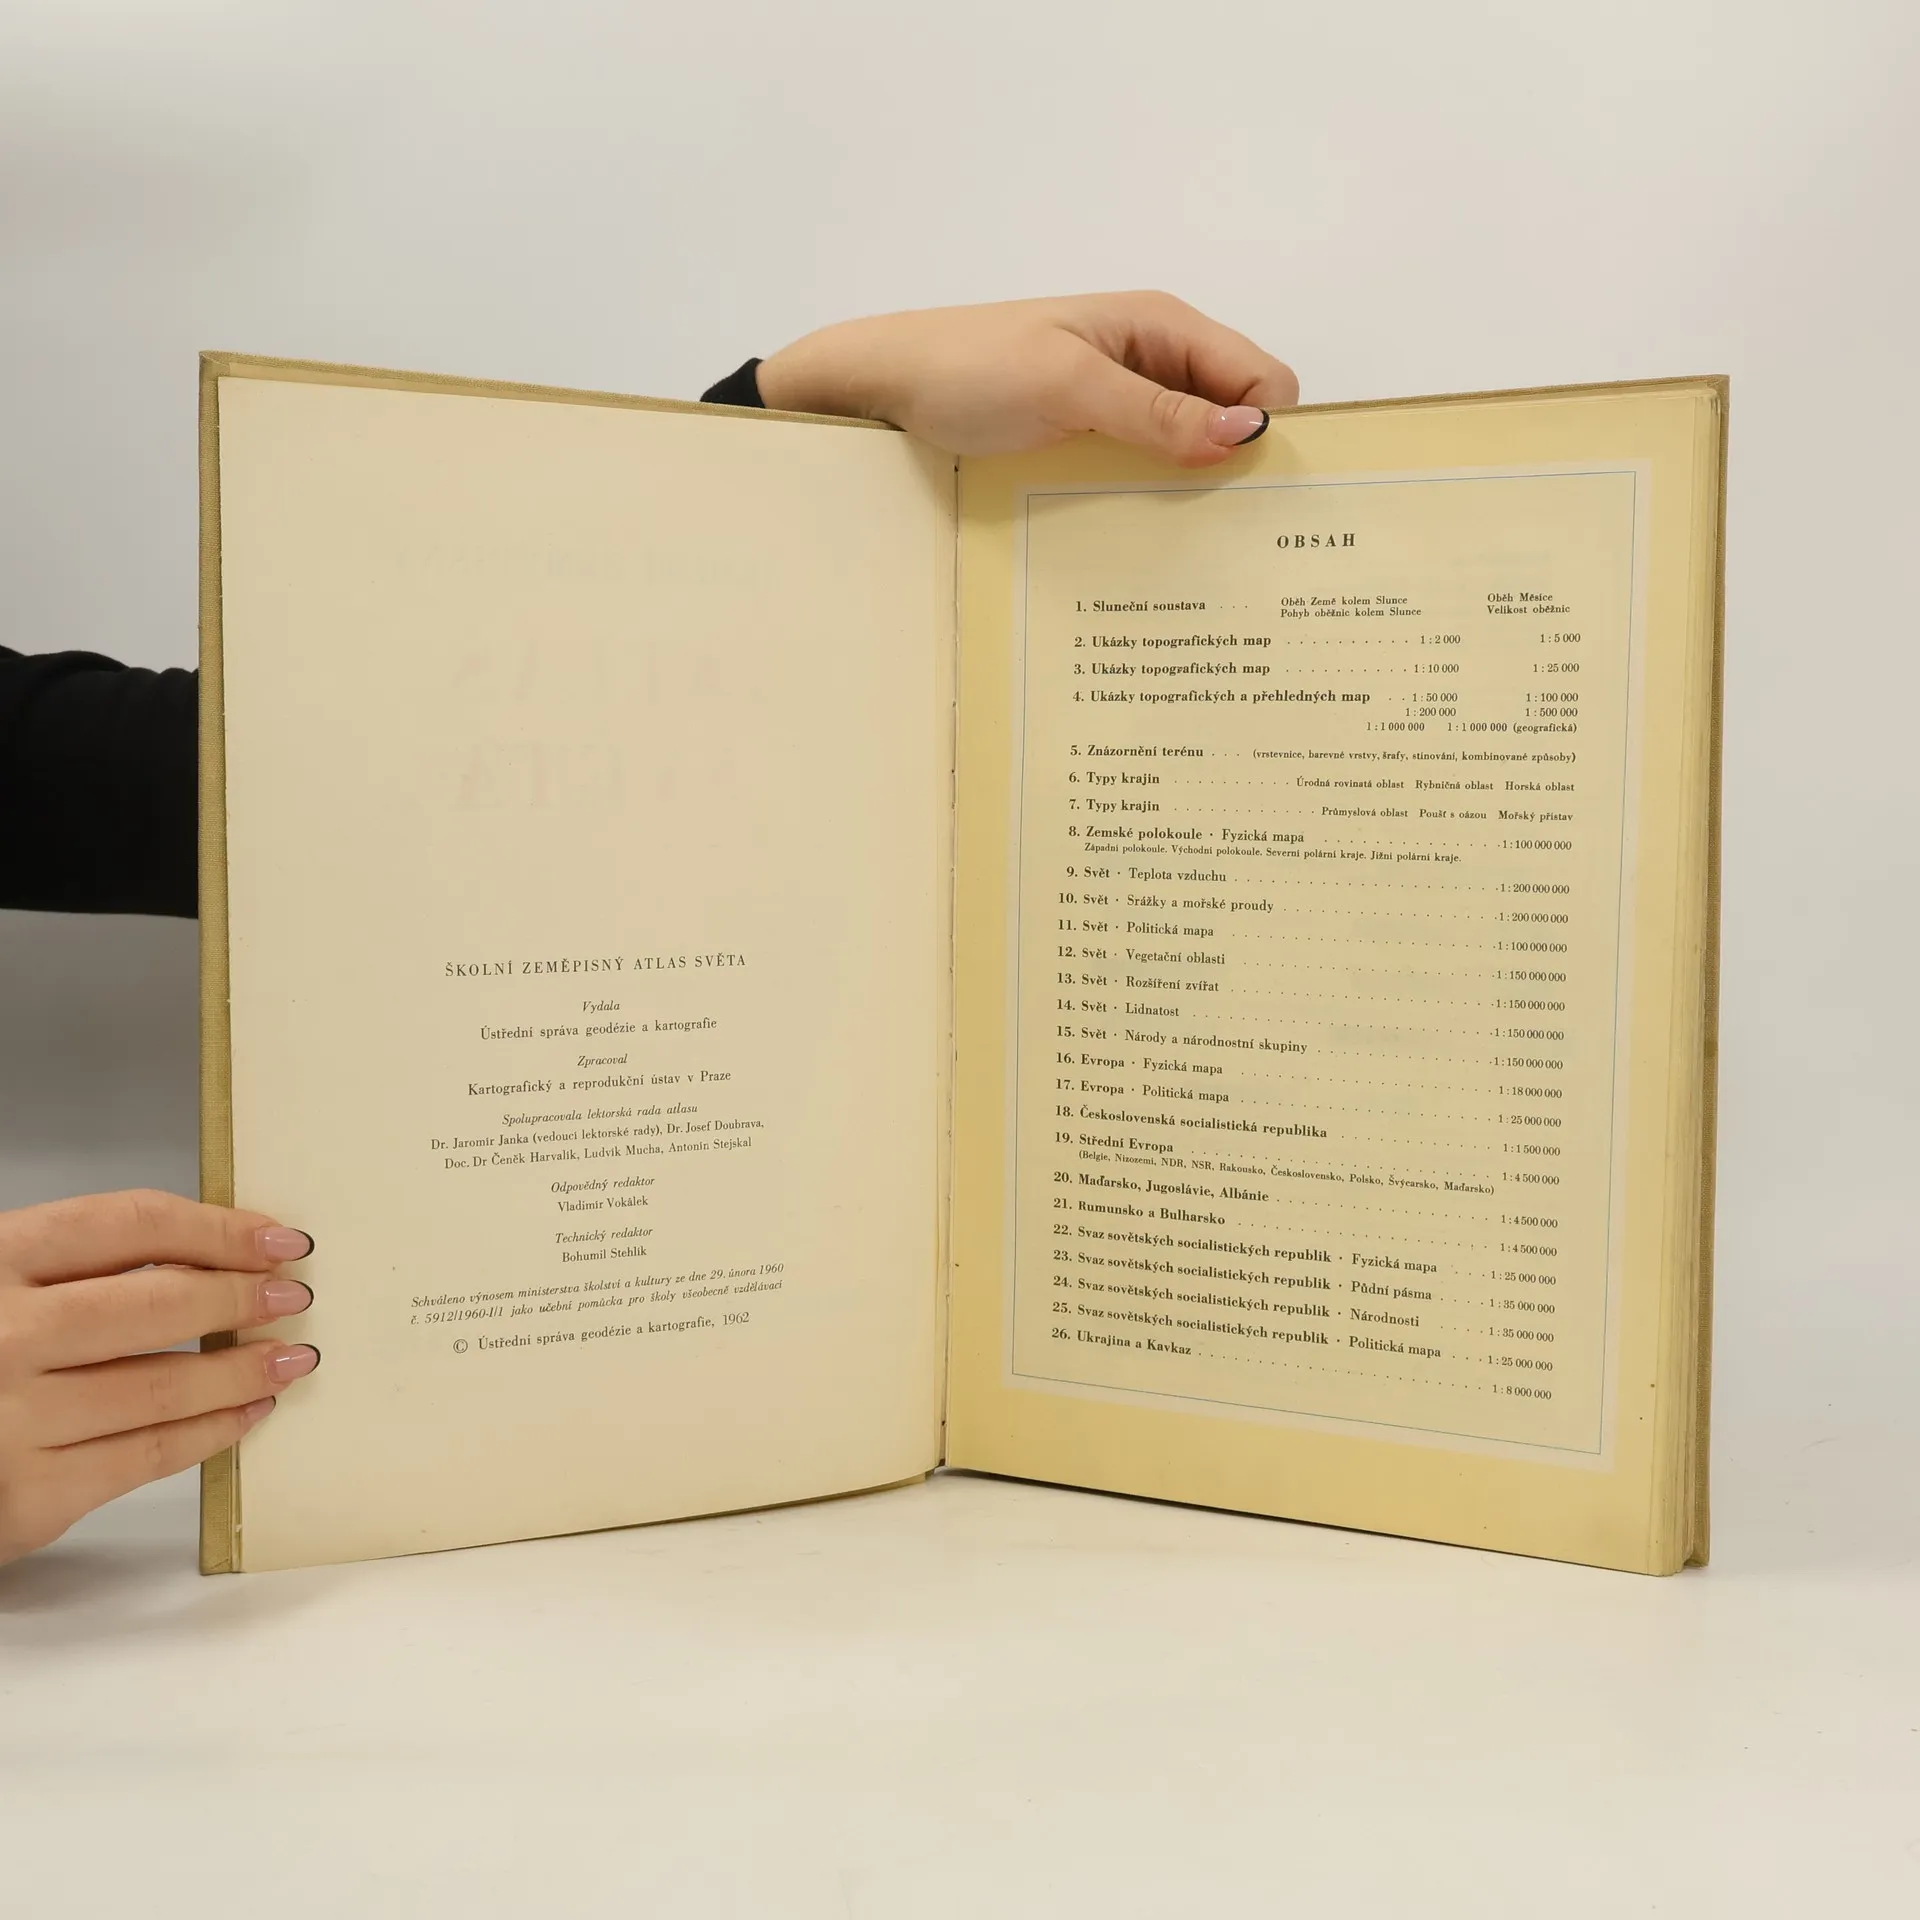 ŠKOLNÍ ZEMĚPISNÝ ATLAS SVĚTA
Vydala
Ústřední správa geodézie a kartografie
Zpracoval
Kartografický a reprodukční ústav v Praze
Spolupracovala lektorská rada atlasu
Dr. Jaromír Janka (vedoucí lektorské rady), Dr. Josef Doubrava,
Doc. Dr Čeněk Harvalík, Ludvík Mucha, Antonín Stejskal
Odpovědný redaktor
Vladimír Vokálek
Technický redaktor
Bohumil Stehlík
Schváleno výnosem ministerstva školství a kultury ze dne 29. února 1960
č. 5912/1960-I/1 jako učební pomůcka pro školy všeobecně vzdělávací
© Ústřední správa geodézie a kartografie, 1962
OBSAH
1. Sluneční soustava . . . Oběh Země kolem Slunce Oběh Měsíce
Pohyb oběžnic kolem Slunce Velikost oběžnic
2. Ukázky topografických map . . . . . . . . . . 1 : 2 000 1 : 5 000
3. Ukázky topografických map . . . . . . . . . . 1 : 10 000 1 : 25 000
4. Ukázky topografických a přehledných map . . 1 : 50 000 1 : 100 000
1 : 200 000 1 : 500 000
1 : 1 000 000 1 : 1 000 000 (geografická)
5. Znázornění terénu . . . (vrstevnice, barevné vrstvy, šrafy, stínování, kombinované způsoby)
6. Typy krajin . . . . . . . . . . Úrodná rovinatá oblast Rybničná oblast Horská oblast
7. Typy krajin . . . . . . . . . . . . Průmyslová oblast Poušť s oázou Mořský přístav
8. Zemské polokoule · Fyzická mapa . . . . . . . . . . . . . . 1 : 100 000 000
Západní polokoule. Východní polokoule. Severní polární kraje. Jižní polární kraje.
9. Svět · Teplota vzduchu . . . . . . . . . . . . . . . . . . . . . 1 : 200 000 000
10. Svět · Srážky a mořské proudy . . . . . . . . . . . . . . . . . 1 : 200 000 000
11. Svět · Politická mapa . . . . . . . . . . . . . . . . . . . . . 1 : 100 000 000
12. Svět · Vegetační oblasti . . . . . . . . . . . . . . . . . . . . 1 : 150 000 000
13. Svět · Rozšíření zvířat . . . . . . . . . . . . . . . . . . . . 1 : 150 000 000
14. Svět · Lidnatost . . . . . . . . . . . . . . . . . . . . . . . . 1 : 150 000 000
15. Svět · Národy a národnostní skupiny . . . . . . . . . . . . . . 1 : 150 000 000
16. Evropa · Fyzická mapa . . . . . . . . . . . . . . . . . . . . . 1 : 18 000 000
17. Evropa · Politická mapa . . . . . . . . . . . . . . . . . . . . 1 : 25 000 000
18. Československá socialistická republika . . . . . . . . . . . . 1 : 1 500 000
19. Střední Evropa . . . . . . . . . . . . . . . . . . . . . . . . 1 : 4 500 000
(Belgie, Nizozemí, NDR, NSR, Rakousko, Československo, Polsko, Švýcarsko, Maďarsko)
20. Maďarsko, Jugoslávie, Albánie . . . . . . . . . . . . . . . . . 1 : 4 500 000
21. Rumunsko a Bulharsko . . . . . . . . . . . . . . . . . . . . . 1 : 4 500 000
22. Svaz sovětských socialistických republik · Fyzická mapa . . . 1 : 25 000 000
23. Svaz sovětských socialistických republik · Půdní pásma . . . . 1 : 35 000 000
24. Svaz sovětských socialistických republik · Národnosti . . . . 1 : 35 000 000
25. Svaz sovětských socialistických republik · Politická mapa . . . 1 : 25 000 000
26. Ukrajina a Kavkaz . . . . . . . . . . . . . . . . . . . . . . . 1 : 8 000 000